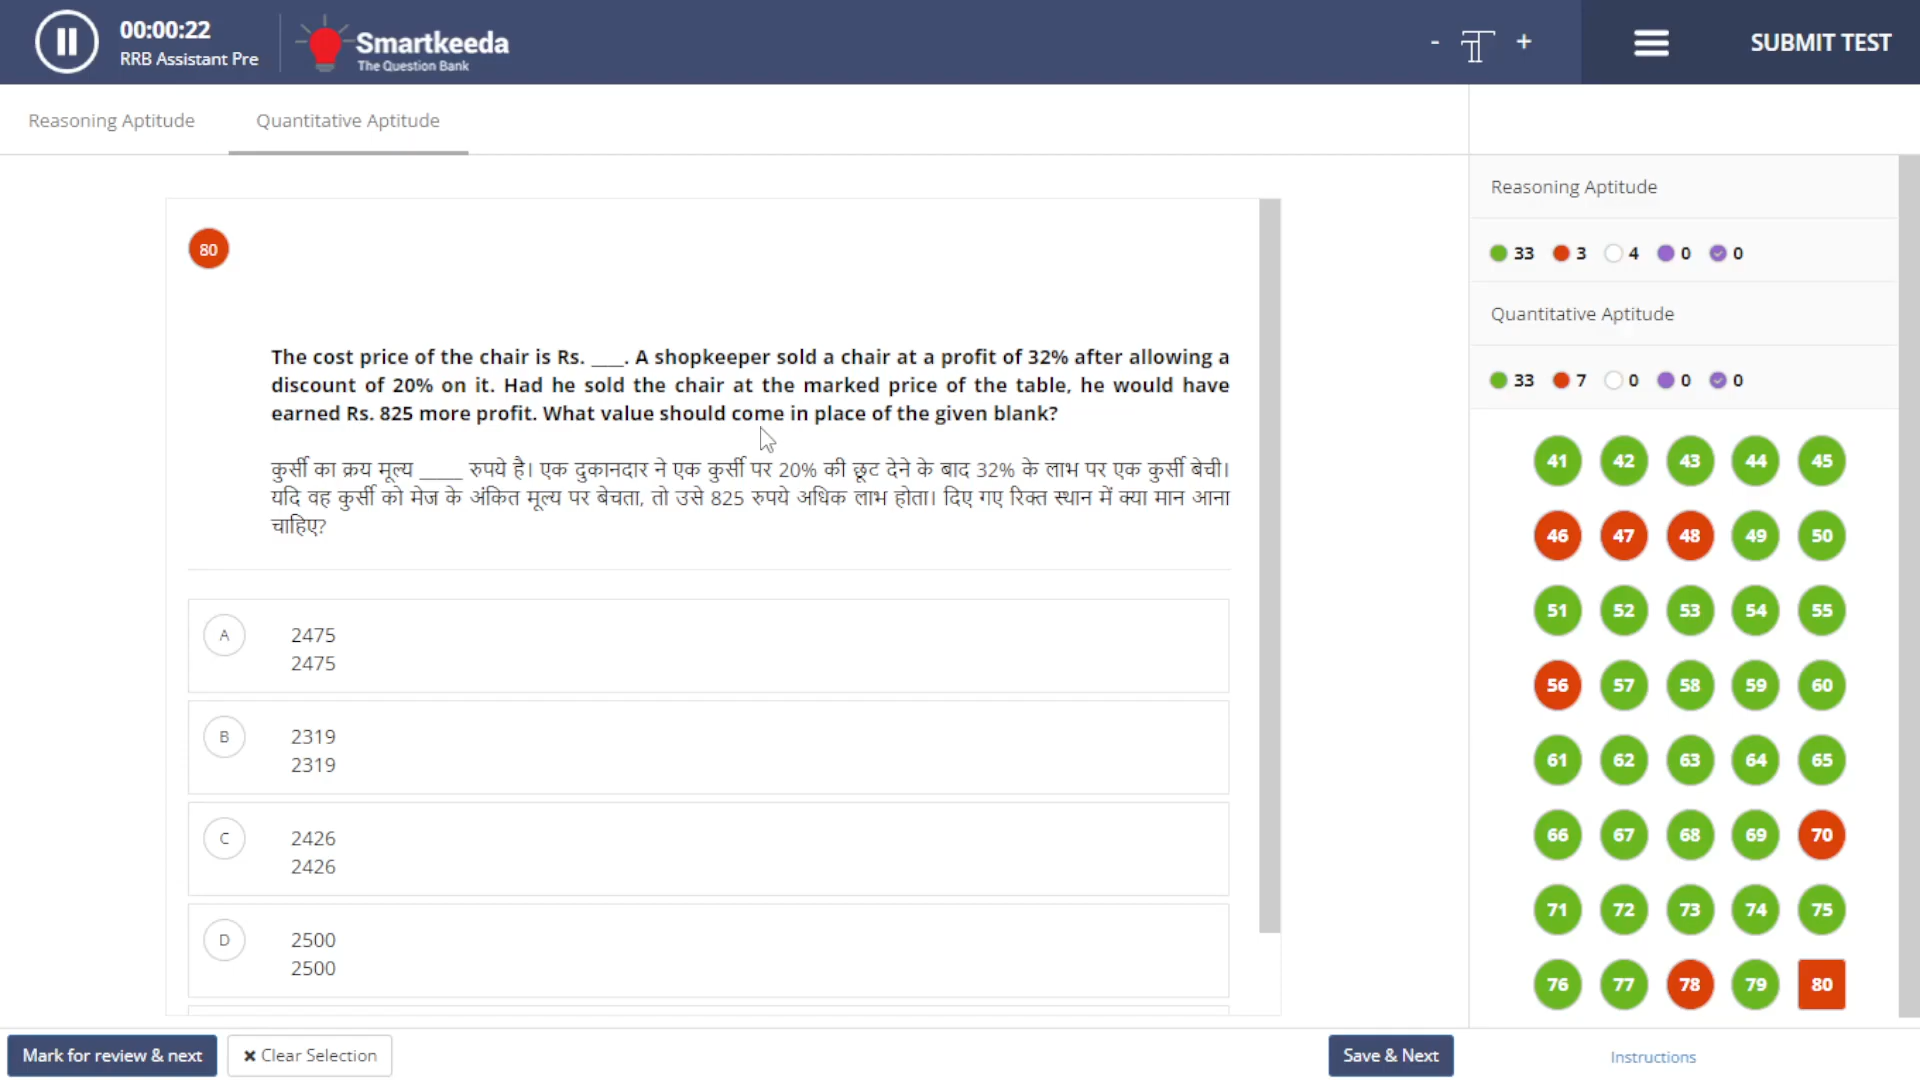 00:00:22
RRB Assistant Pre
Smartkeeda
The Question Bank
- T +
SUBMIT TEST
Reasoning Aptitude
Quantitative Aptitude
80
The cost price of the chair is Rs. ___. A shopkeeper sold a chair at a profit of 32% after allowing a
discount of 20% on it. Had he sold the chair at the marked price of the table, he would have
earned Rs. 825 more profit. What value should come in place of the given blank?
कुर्सी का क्रय मूल्य ____ रुपये है। एक दुकानदार ने एक कुर्सी पर 20% की छूट देने के बाद 32% के लाभ पर एक कुर्सी बेची।
यदि वह कुर्सी को मेज के अंकित मूल्य पर बेचता, तो उसे 825 रुपये अधिक लाभ होता। दिए गए रिक्त स्थान में क्या मान आना
चाहिए?
A
2475
2475
B
2319
2319
C
2426
2426
D
2500
2500
Mark for review & next
✖ Clear Selection
Save & Next
Reasoning Aptitude
33 3 4 0 0
Quantitative Aptitude
33 7 0 0 0
41 42 43 44 45
46 47 48 49 50
51 52 53 54 55
56 57 58 59 60
61 62 63 64 65
66 67 68 69 70
71 72 73 74 75
76 77 78 79 80
Instructions